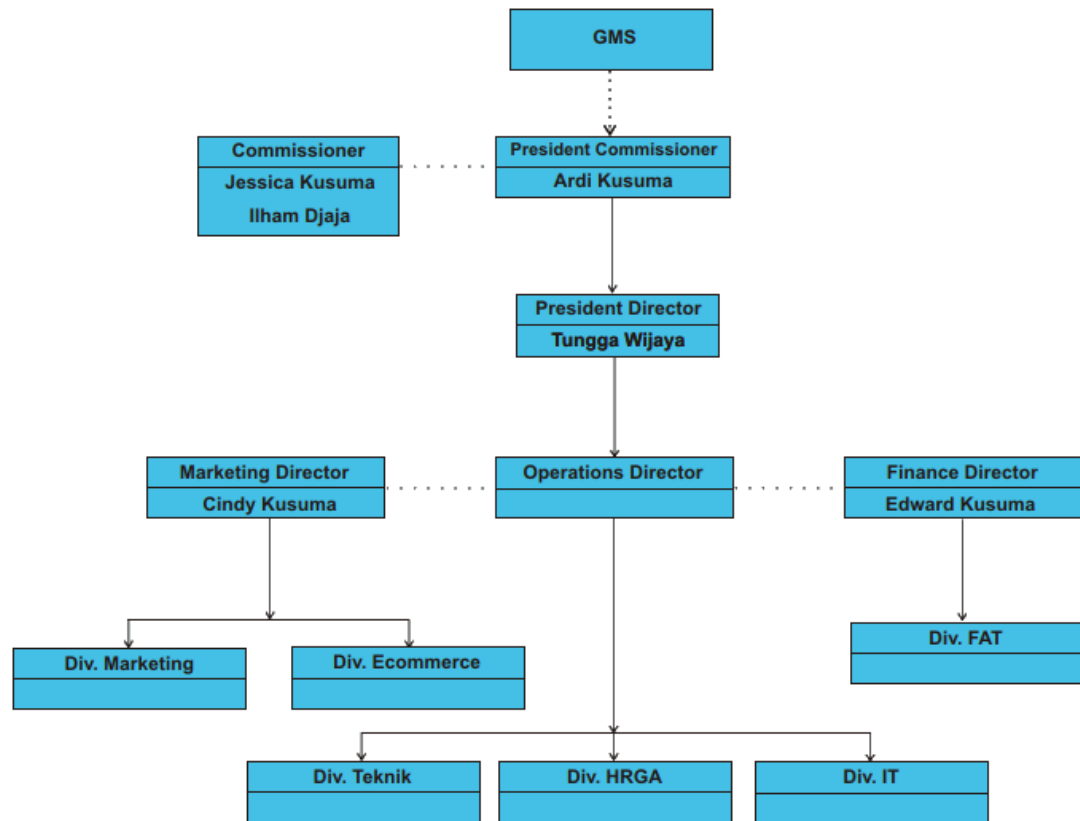 GMS
Commissioner
Jessica Kusuma
Ilham Djaja
President Commissioner
Ardi Kusuma
President Director
Tungga Wijaya
Marketing Director
Cindy Kusuma
Operations Director
Finance Director
Edward Kusuma
Div. Marketing
Div. Ecommerce
Div. FAT
Div. Teknik
Div. HRGA
Div. IT